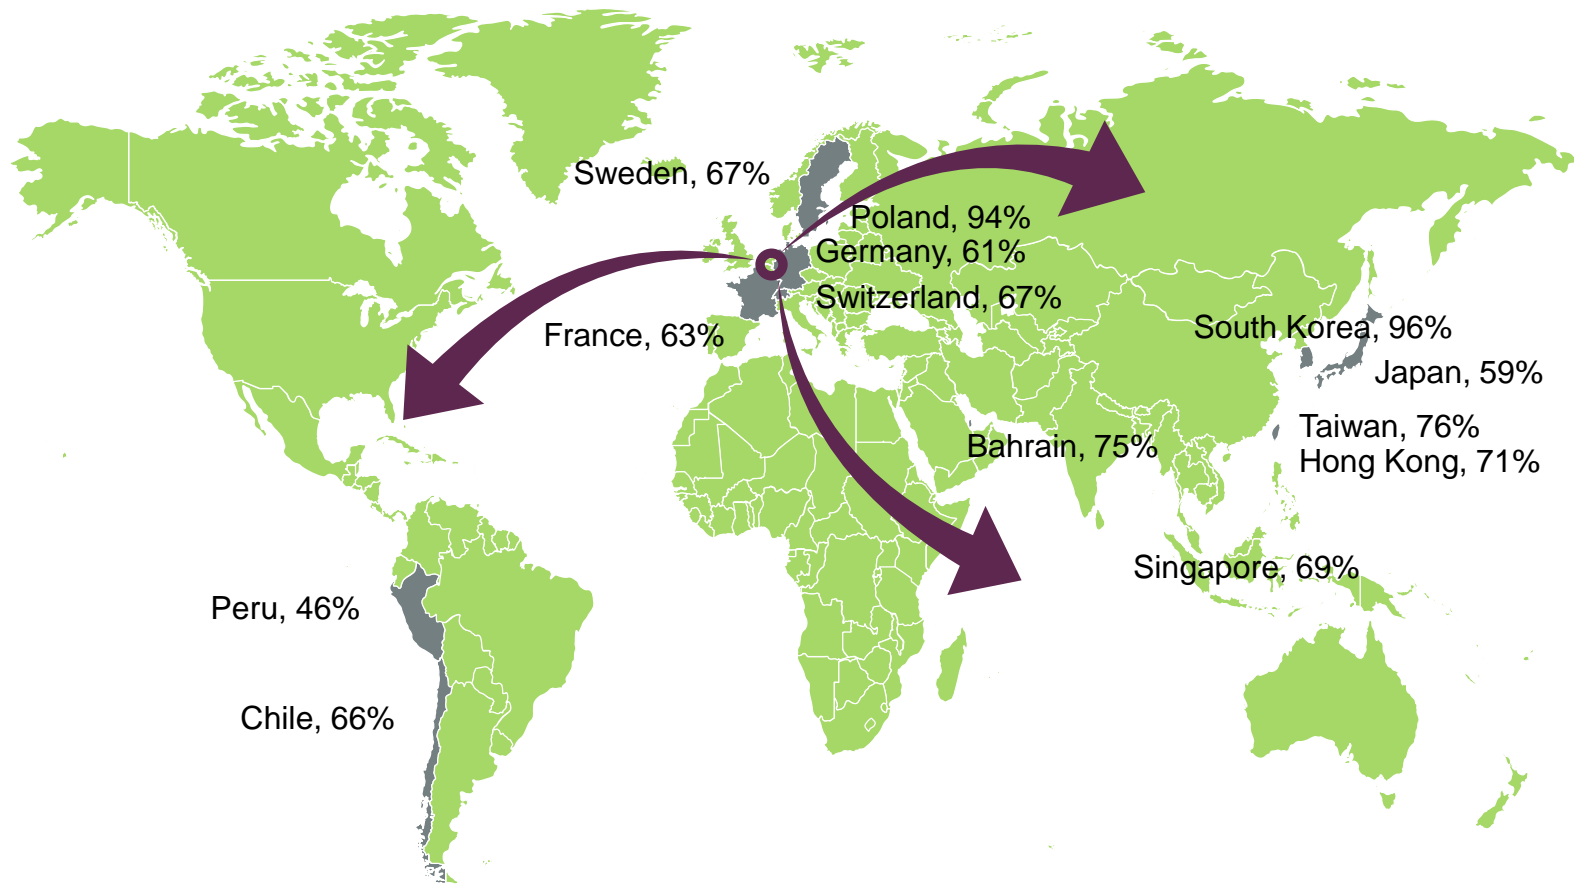 Sweden, 67%
Poland, 94%
Germany, 61%
Switzerland, 67%
France, 63%
South Korea, 96%
Japan, 59%
Taiwan, 76%
Hong Kong, 71%
Bahrain, 75%
Singapore, 69%
Peru, 46%
Chile, 66%